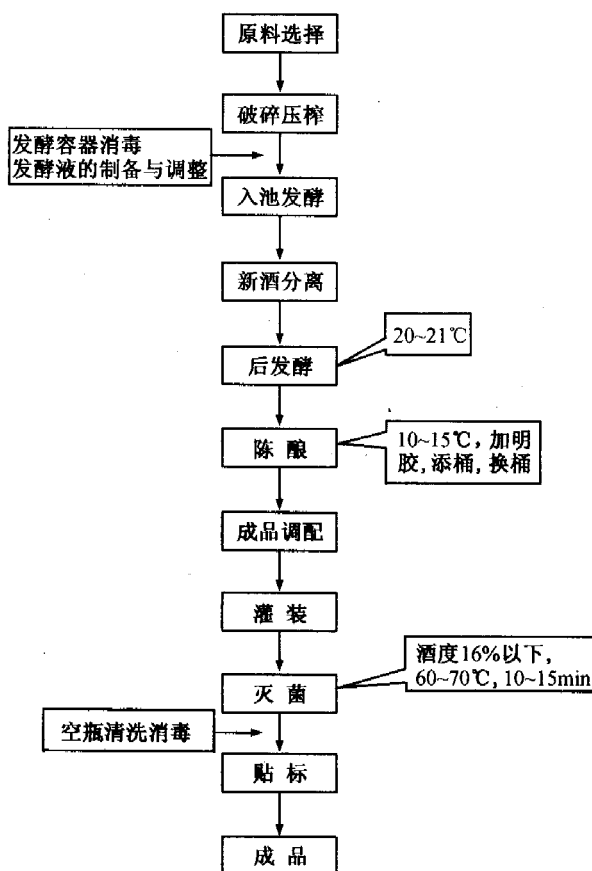 原料选择
破碎压榨
发酵容器消毒
发酵液的制备与调整
入池发酵
新酒分离
20~21℃
后发酵
陈 酿
10~15℃, 加明
胶, 添桶, 换桶
成品调配
灌 装
酒度16%以下,
60~70℃, 10~15min
灭 菌
空瓶清洗消毒
贴 标
成 品